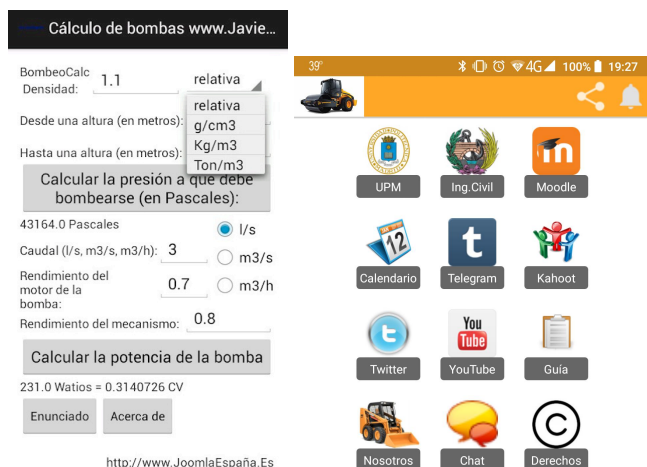 Cálculo de bombas www.Javie...
BombeoCalc
Densidad:
1.1
relativa
relativa
g/cm3
Kg/m3
Ton/m3
Desde una altura (en metros):
Hasta una altura (en metros):
Calcular la presión a que debe
bombearse (en Pascales):
43164.0 Pascales
l/s
Caudal (l/s, m3/s, m3/h): 3
m3/s
Rendimiento del
motor de la
bomba:
0.7
m3/h
Rendimiento del mecanismo: 0.8
Calcular la potencia de la bomba
231.0 Watios = 0.3140726 CV
Enunciado
Acerca de
http://www.JoomlaEspaña.Es
39°
4G 100% 19:27
UPM
Ing.Civil
m
Moodle
12
Calendario
t
Telegram
Kahoot
Twitter
t
You
Tube
YouTube
Guía
Nosotros
Chat
©
Derechos